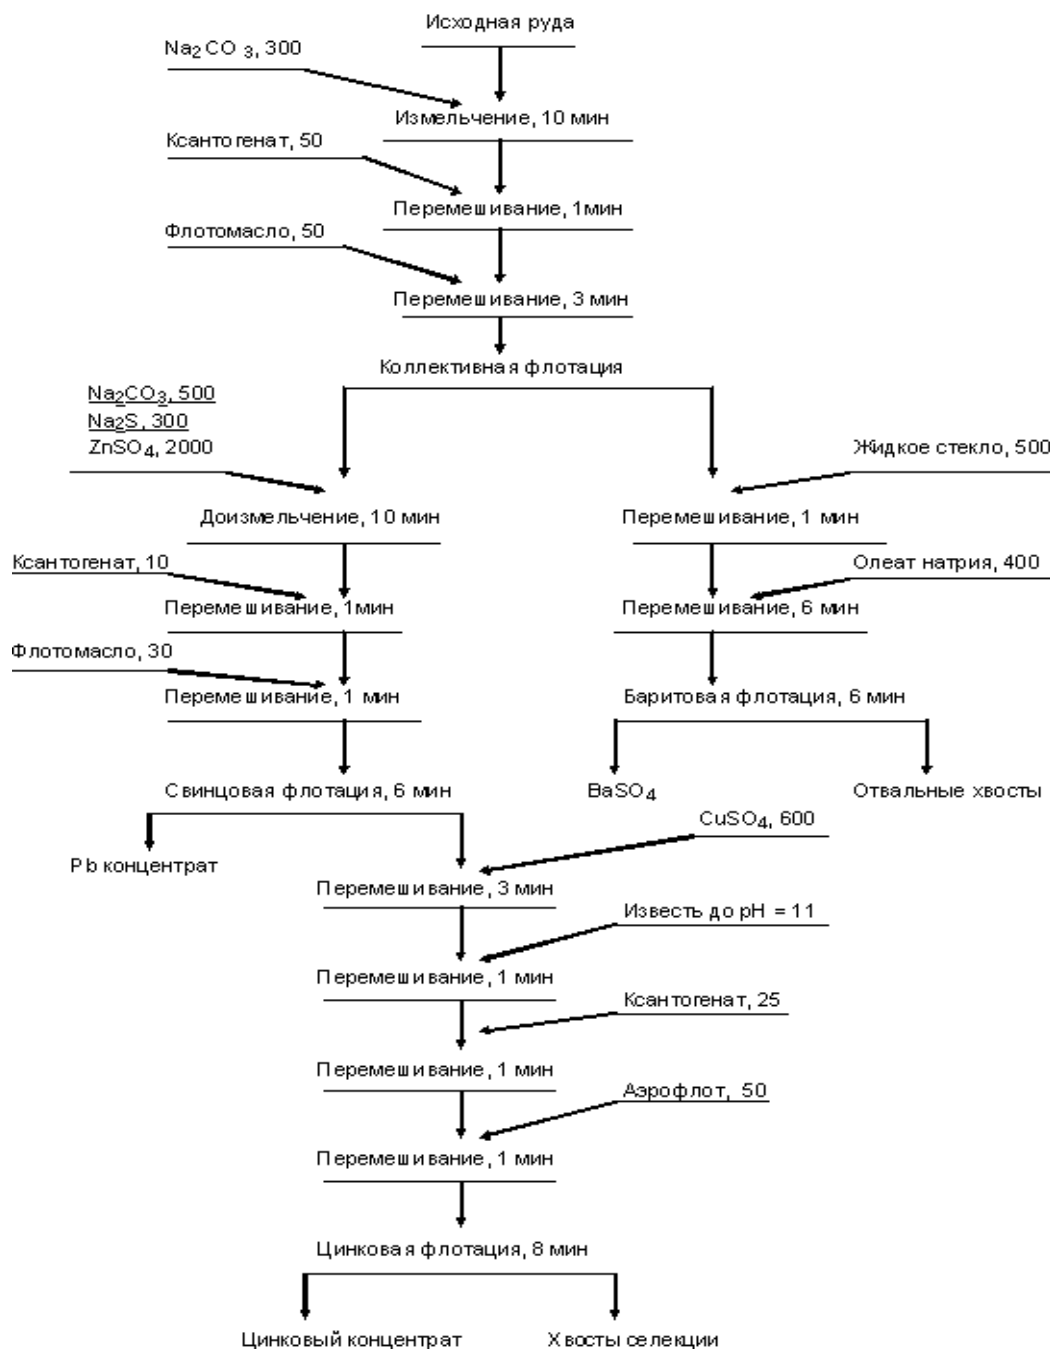 Исходная руда
Na2CO 3, 300
Измельчение, 10 мин
Ксантогенат, 50
Перемешивание, 1мин
Флотомасло, 50
Перемешивание, 3 мин
Коллективная флотация
Na2CO3, 500
Na2S, 300
ZnSO4, 2000
Жидкое стекло, 500
Доизмельчение, 10 мин
Перемешивание, 1 мин
Ксантогенат, 10
Олеат натрия, 400
Перемешивание, 1мин
Перемешивание, 6 мин
Флотомасло, 30
Перемешивание, 1 мин
Баритовая флотация, 6 мин
Свинцовая флотация, 6 мин
BaSO4
Отвальные хвосты
CuSO4, 600
Pb концентрат
Перемешивание, 3 мин
Известь до pH = 11
Перемешивание, 1 мин
Ксантогенат, 25
Перемешивание, 1 мин
Аэрофлот, 50
Перемешивание, 1 мин
Цинковая флотация, 8 мин
Цинковый концентрат
Хвосты селекции